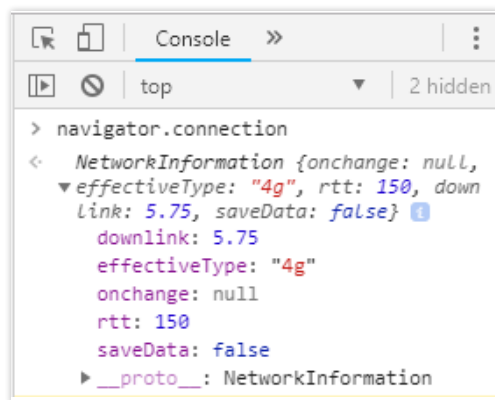 Console »
top ▼ 2 hidden
> navigator.connection
NetworkInformation {onchange: null,
▼ effectiveType: "4g", rtt: 150, down
link: 5.75, saveData: false} i
downlink: 5.75
effectiveType: "4g"
onchange: null
rtt: 150
saveData: false
▶ __proto__: NetworkInformation